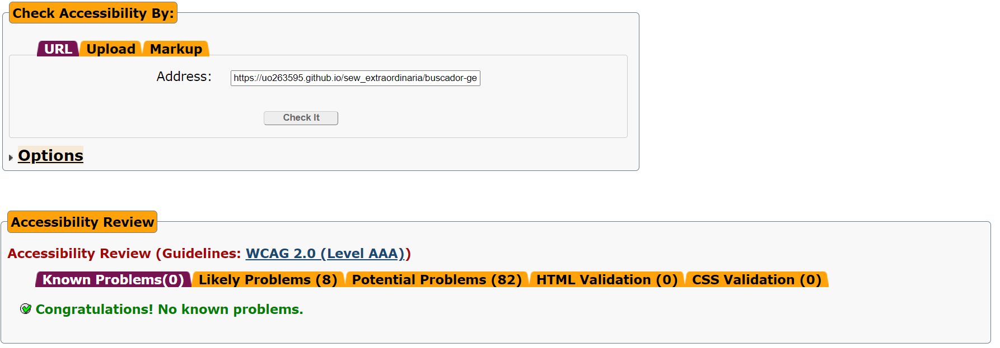 Check Accessibility By:
URL Upload Markup
Address: https://uo263595.github.io/sew_extraordinaria/buscador-ge
Check It
Options
Accessibility Review
Accessibility Review (Guidelines: WCAG 2.0 (Level AAA))
Known Problems(0) Likely Problems (8) Potential Problems (82) HTML Validation (0) CSS Validation (0)
Congratulations! No known problems.